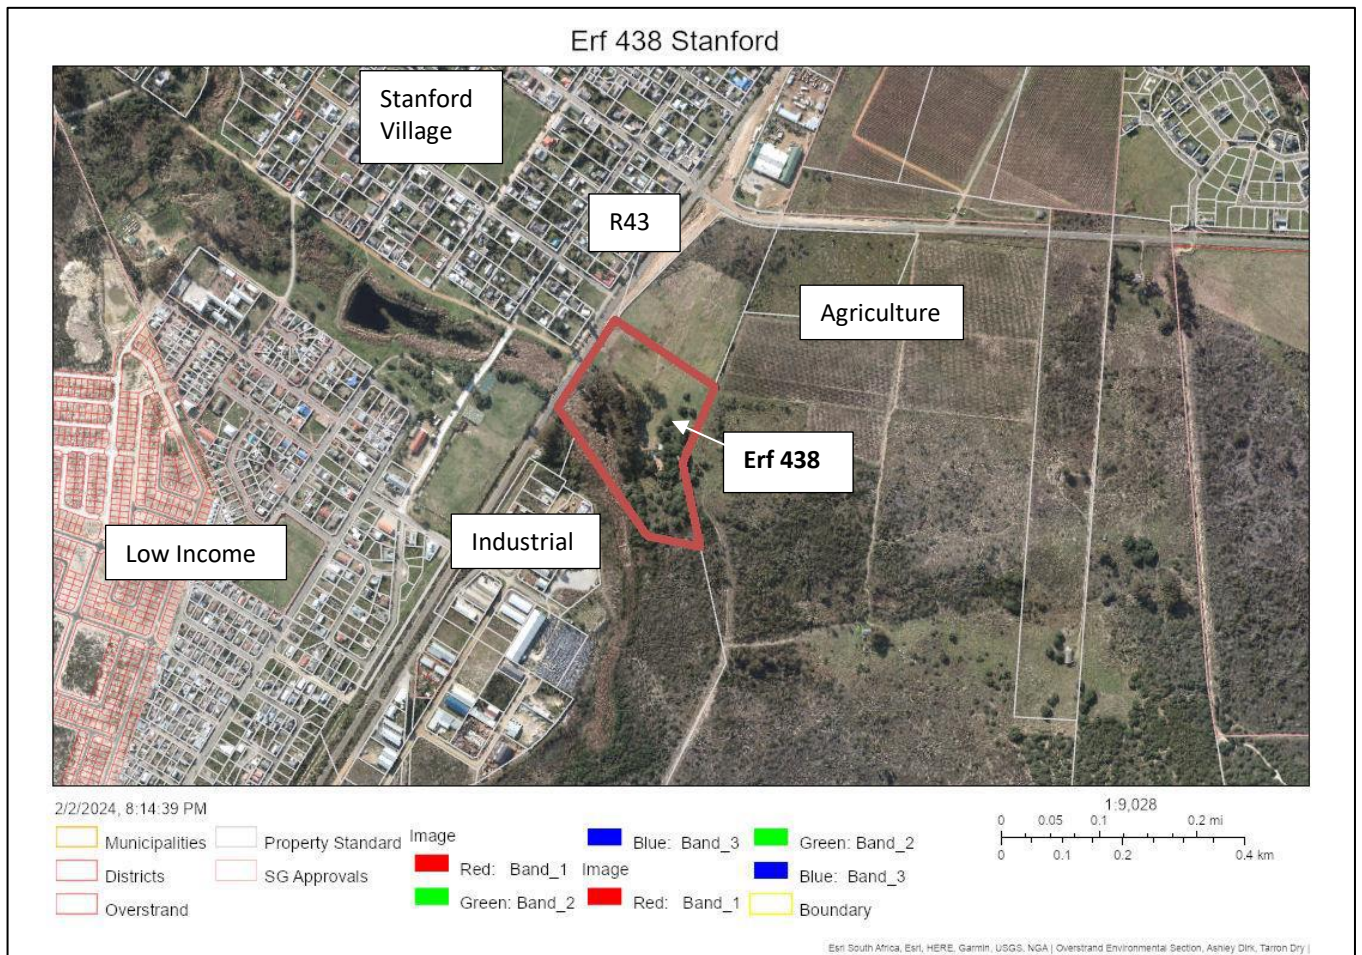 Erf 438 Stanford
Stanford
Village
R43
Agriculture
Erf 438
Industrial
Low Income
2/2/2024, 8:14:39 PM
Municipalities
Districts
Overstrand
Property Standard
SG Approvals
Image
Red: Band_1
Green: Band_2
Blue: Band_3
Image
Red: Band_1
Green: Band_2
Blue: Band_3
Boundary
1:9,028
0 0.05 0.1 0.2 mi
0 0.1 0.2 0.4 km
Esri South Africa, Esri, HERE, Garmin, USGS, NGA | Overstrand Environmental Section, Ashley Dirk, Tarron Dry |